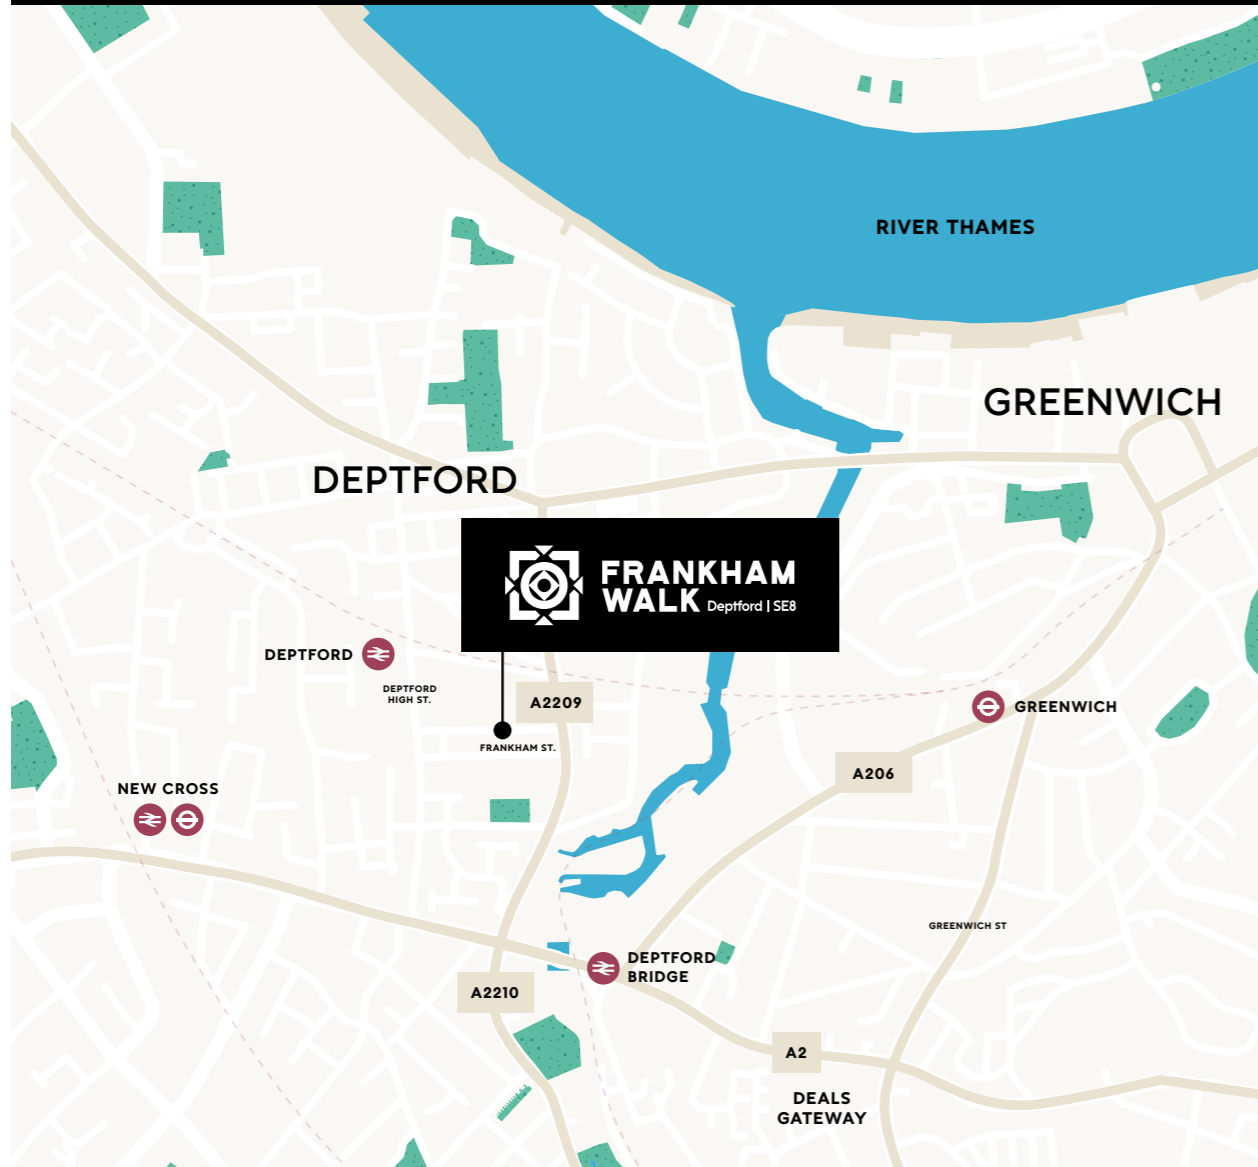 RIVER THAMES
GREENWICH
DEPTFORD
FRANKHAM
WALK Deptford | SE8
DEPTFORD
DEPTFORD
HIGH ST.
A2209
GREENWICH
FRANKHAM ST.
A206
NEW CROSS
GREENWICH ST
DEPTFORD
BRIDGE
A2210
A2
DEALS
GATEWAY